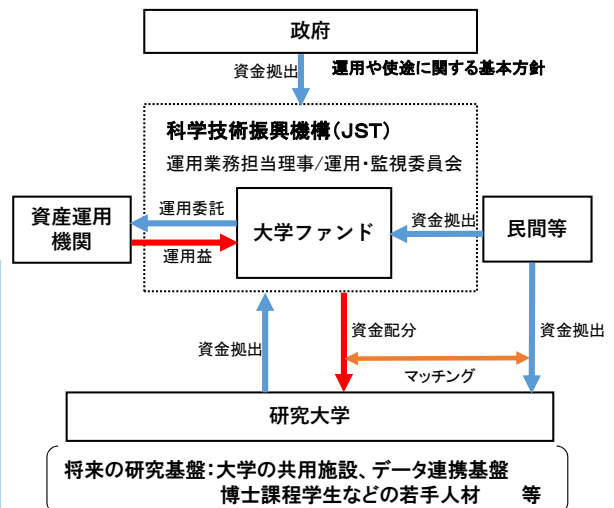 政府
資金拠出
運用や使途に関する基本方針
科学技術振興機構(JST)
運用業務担当理事/運用・監視委員会
資産運用
機関
運用委託
運用益
大学ファンド
資金拠出
民間等
資金拠出
資金配分
資金拠出
マッチング
研究大学
将来の研究基盤:大学の共用施設、データ連携基盤
博士課程学生などの若手人材 等